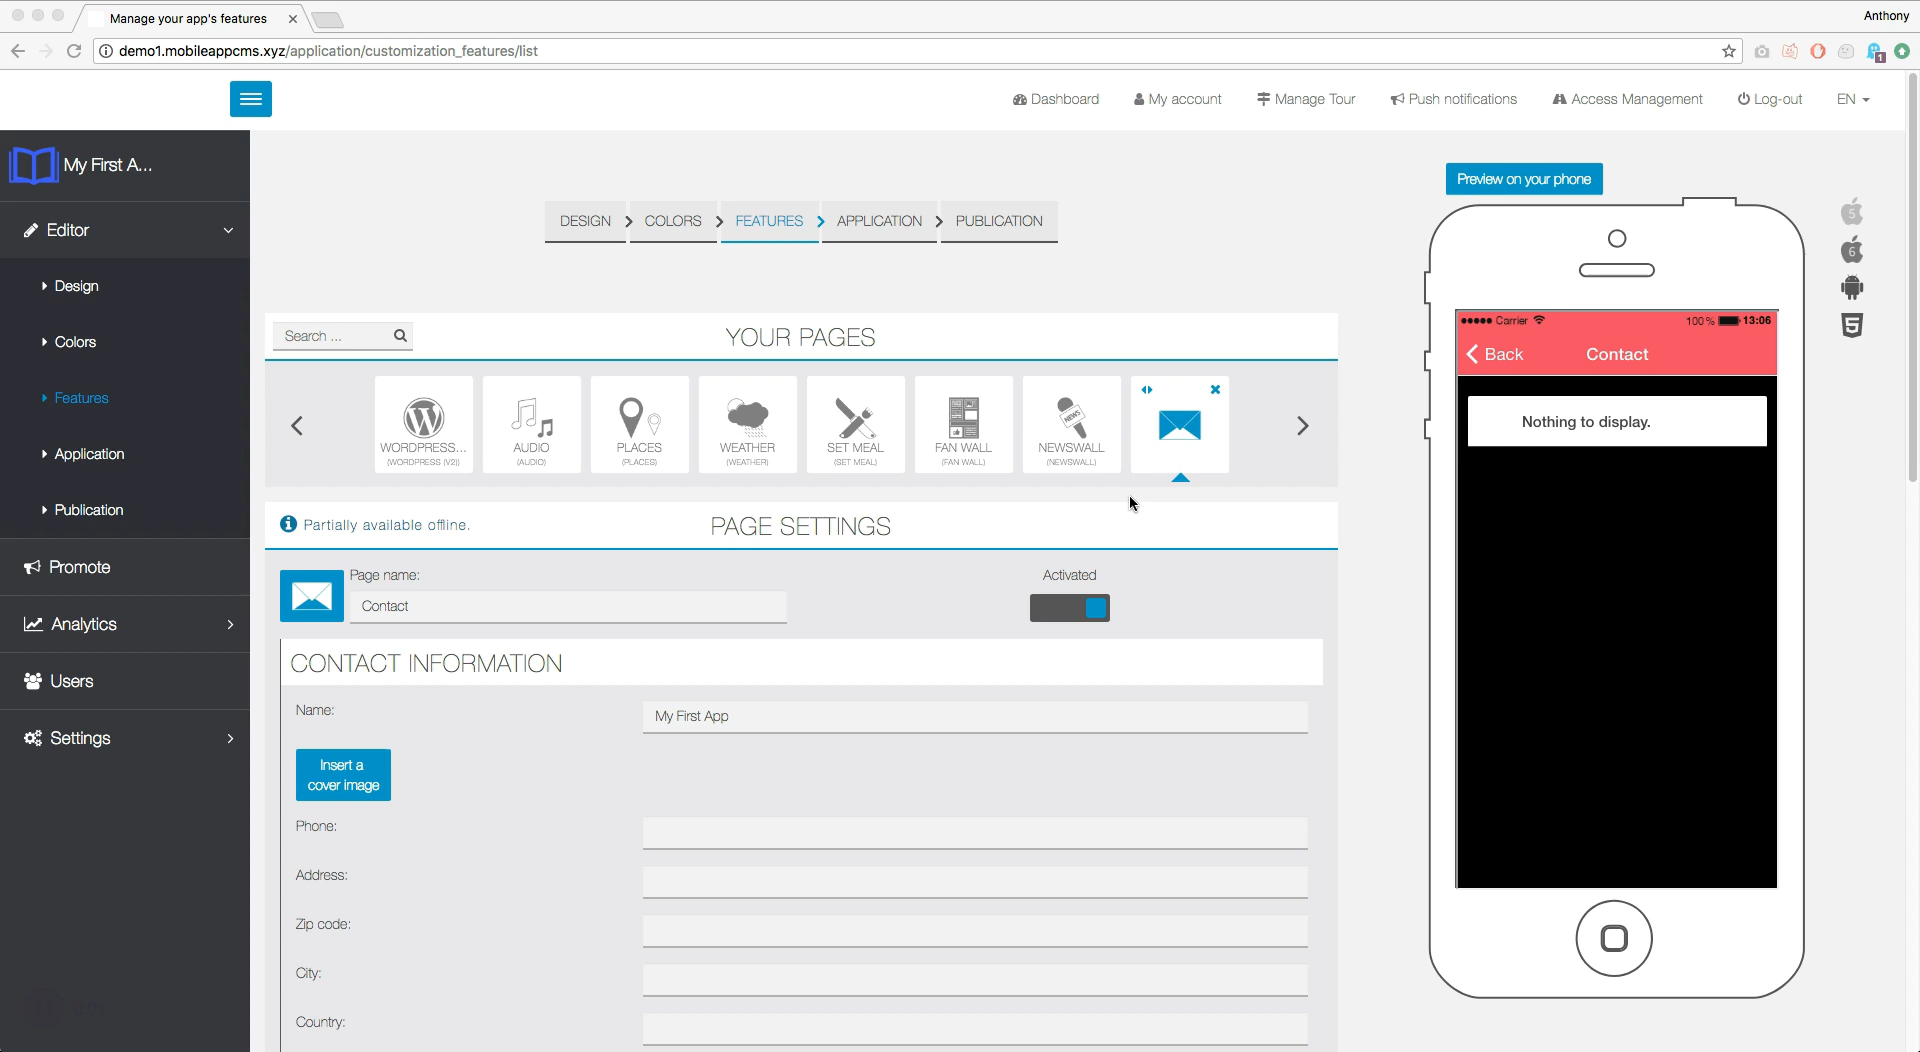 Manage your app's features
Anthony
demo1.mobileappcms.xyz/application/customization_features/list
1
Dashboard
My account
Manage Tour
Push notifications
Access Management
Log-out
EN
My First A...
Editor
Design
Colors
Features
Application
Publication
Promote
Analytics
Users
Settings
DESIGN
COLORS
FEATURES
APPLICATION
PUBLICATION
Search ...
YOUR PAGES
WORDPRESS...
(WORDPRESS (V2))
AUDIO
(AUDIO)
PLACES
(PLACES)
WEATHER
(WEATHER)
SET MEAL
(SET MEAL)
FAN WALL
(FAN WALL)
NEWS
NEWSWALL
(NEWSWALL)
Partially available offline.
PAGE SETTINGS
Page name:
Contact
Activated
CONTACT INFORMATION
Name:
My First App
Insert a
cover image
Phone:
Address:
Zip code:
City:
Country:
Preview on your phone
5
6
Carrier
100%
13:06
Back
Contact
Nothing to display.